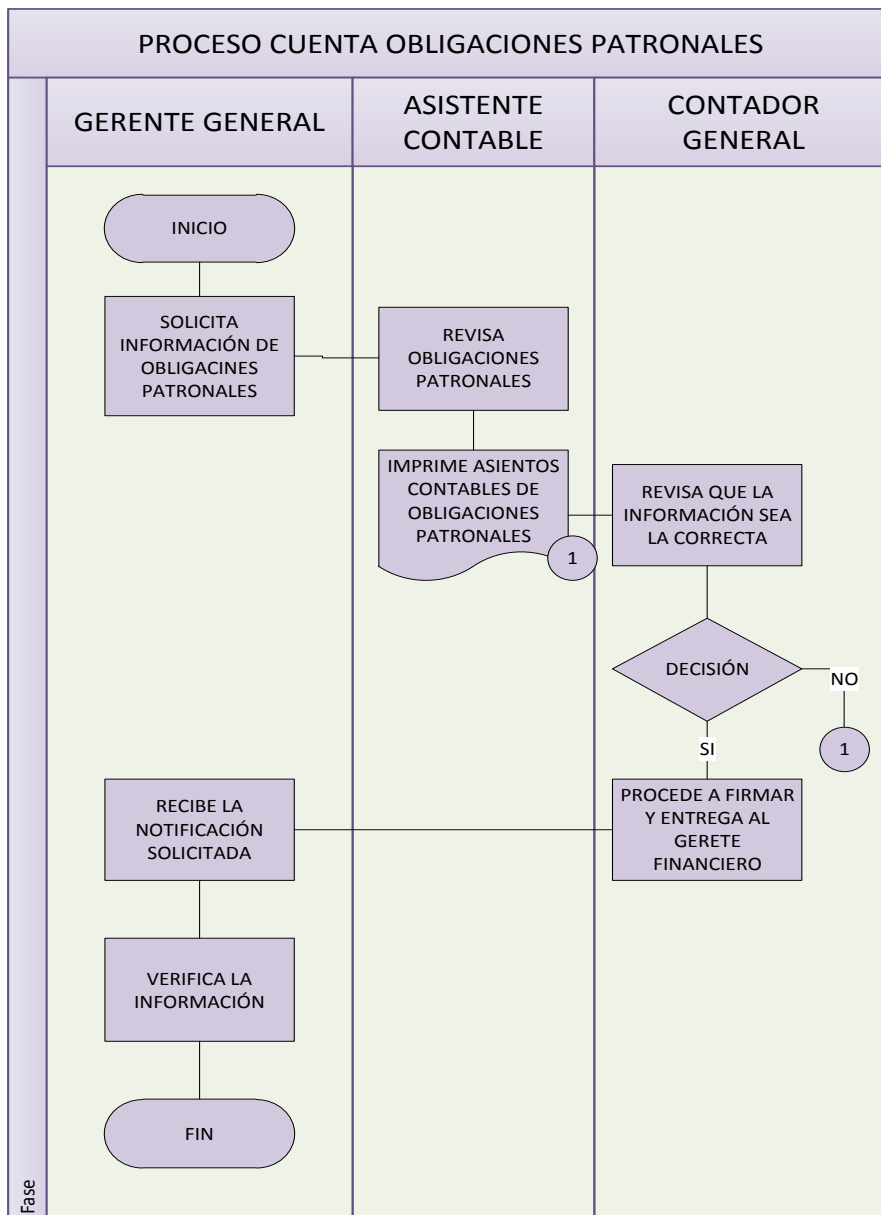 PROCESO CUENTA OBLIGACIONES PATRONALES
GERENTE GENERAL
ASISTENTE
CONTABLE
CONTADOR
GENERAL
INICIO
SOLICITA
INFORMACIÓN DE
OBLIGACINES
PATRONALES
REVISA
OBLIGACIONES
PATRONALES
IMPRIME ASIENTOS
CONTABLES DE
OBLIGACIONES
PATRONALES
1
REVISA QUE LA
INFORMACIÓN SEA
LA CORRECTA
DECISIÓN
NO
1
SI
PROCEDE A FIRMAR
Y ENTREGA AL
GERETE
FINANCIERO
RECIBE LA
NOTIFICACIÓN
SOLICITADA
VERIFICA LA
INFORMACIÓN
FIN
Fase